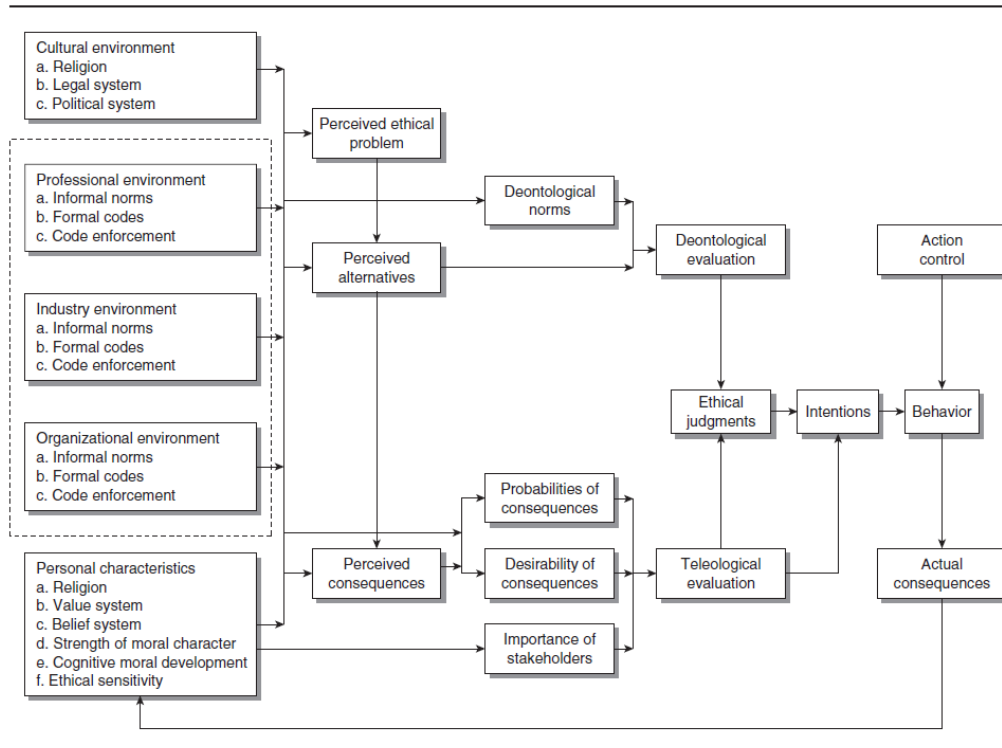 Cultural environment
a. Religion
b. Legal system
c. Political system
Perceived ethical
problem
Professional environment
a. Informal norms
b. Formal codes
c. Code enforcement
Deontological
norms
Perceived
alternatives
Deontological
evaluation
Action
control
Industry environment
a. Informal norms
b. Formal codes
c. Code enforcement
Ethical
judgments
Intentions
Behavior
Organizational environment
a. Informal norms
b. Formal codes
c. Code enforcement
Probabilities of
consequences
Perceived
consequences
Desirability of
consequences
Teleological
evaluation
Actual
consequences
Personal characteristics
a. Religion
b. Value system
c. Belief system
d. Strength of moral character
e. Cognitive moral development
f. Ethical sensitivity
Importance of
stakeholders